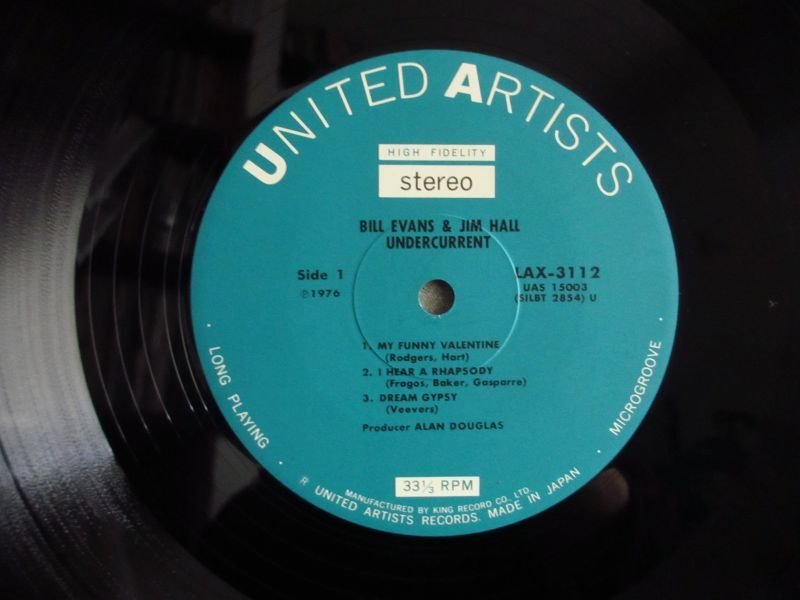 UNITED ARTISTS
HIGH FIDELITY
stereo
BILL EVANS & JIM HALL
UNDERCURRENT
Side 1
℗1976
LAX-3112
UAS 15003
(SILBT 2854) U
1. MY FUNNY VALENTINE
(Rodgers, Hart)
2. I HEAR A RHAPSODY
(Fragos, Baker, Gasparre)
3. DREAM GYPSY
(Veevers)
Producer ALAN DOUGLAS
· LONG PLAYING ·
· MICROGROOVE ·
33⅓ RPM
MANUFACTURED BY KING RECORD CO. LTD.
R UNITED ARTISTS RECORDS. MADE IN JAPAN